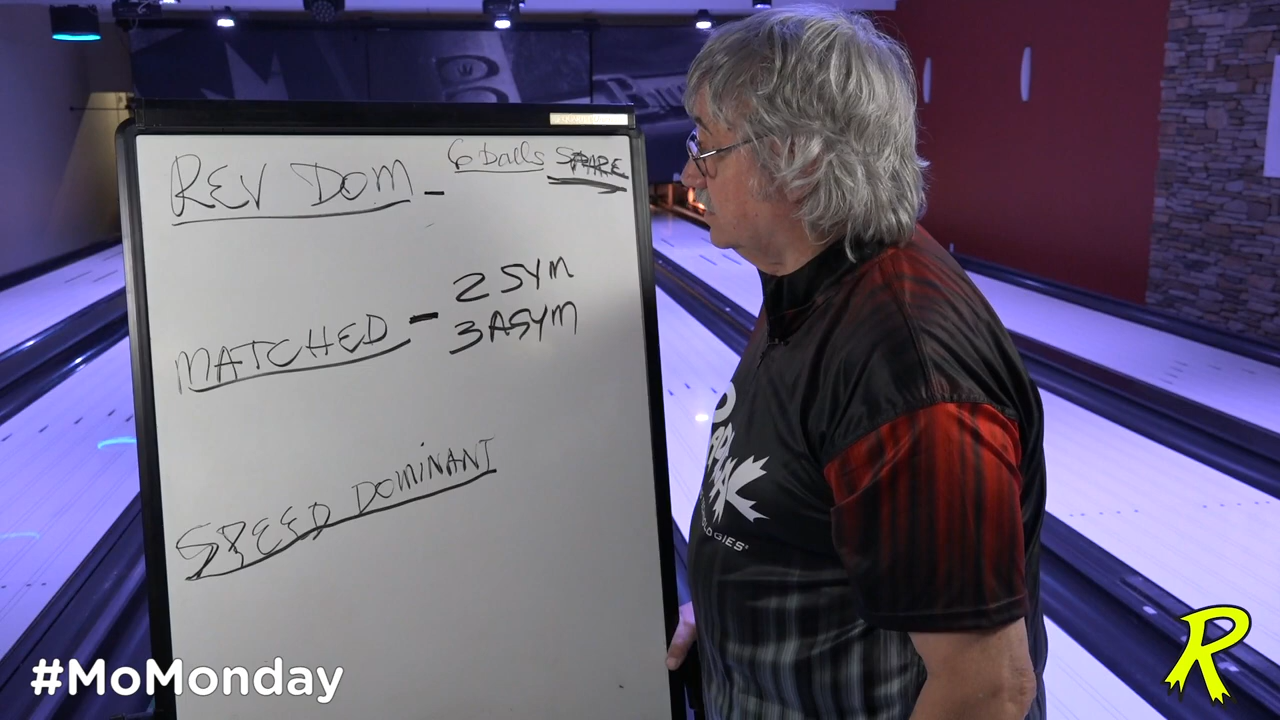 REV DOM - 6 balls SPARE
MATCHED - 2 SYM
3 ASYM
SPEED DOMINANT
#MoMonday
R